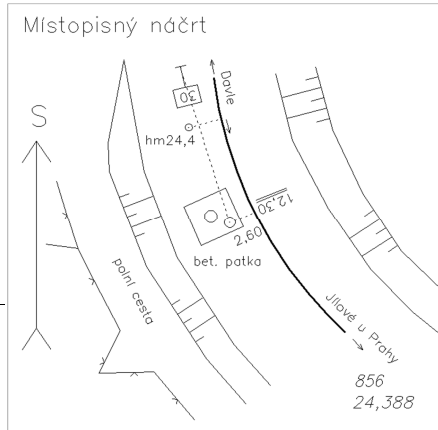 Místopisný náčrt
S
30
Davle
hm24,4
12,30
2,60
bet. patka
polní cesta
Jílové u Prahy
856
24,388